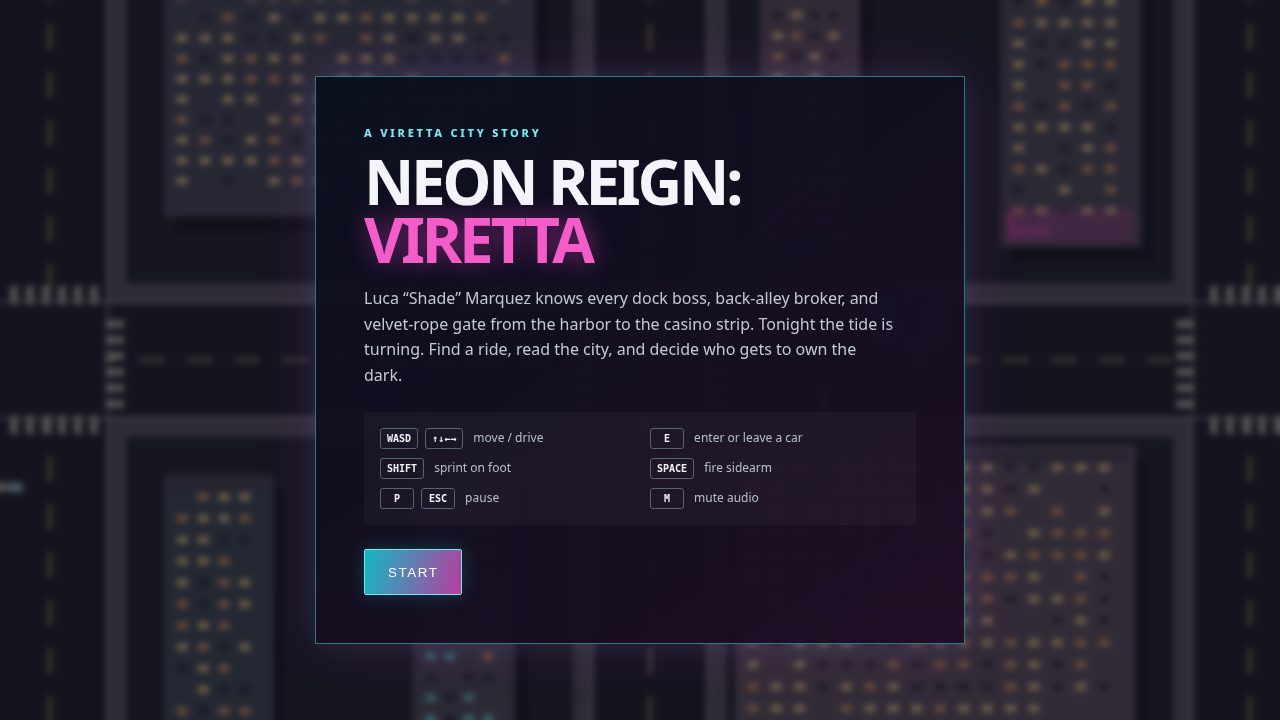 A VIRETTA CITY STORY
NEON REIGN:
VIRETTA
Luca “Shade” Marquez knows every dock boss, back-alley broker, and
velvet-rope gate from the harbor to the casino strip. Tonight the tide is
turning. Find a ride, read the city, and decide who gets to own the
dark.
WASD ↑↓←→ move / drive
E enter or leave a car
SHIFT sprint on foot
SPACE fire sidearm
P ESC pause
M mute audio
START